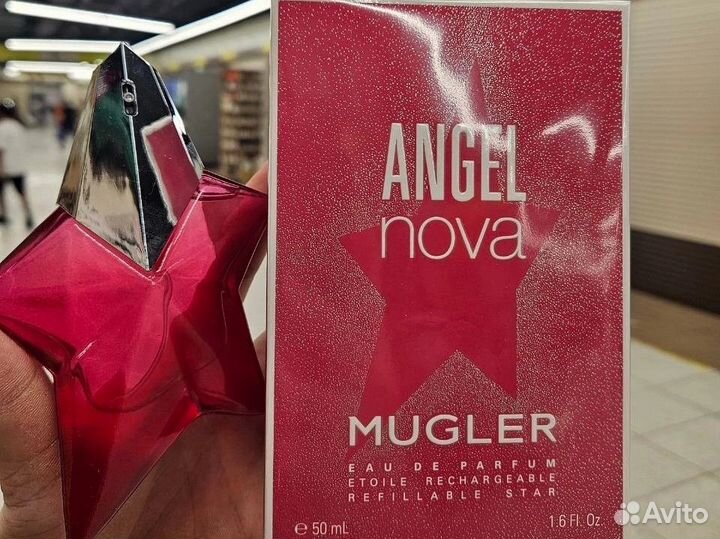 ANGEL
nova
MUGLER
EAU DE PARFUM
ETOILE RECHARGEABLE
REFILLABLE STAR
e 50 mL 1.6 Fl. Oz.
Avito